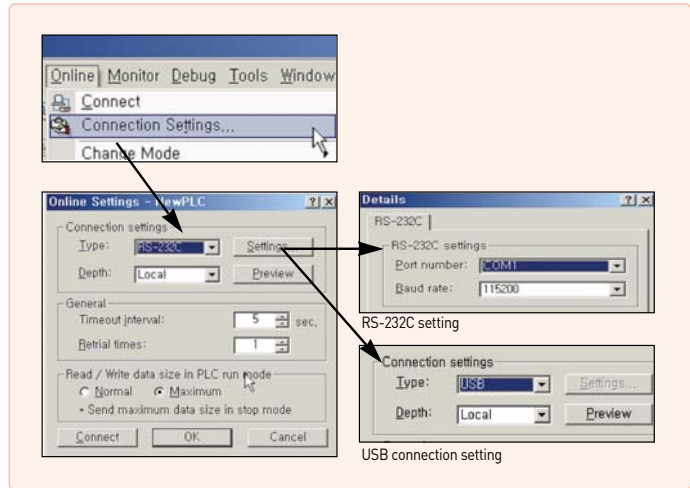 Online Monitor Debug Tools Window
Connect
Connection Settings...
Change Mode
Online Settings - NewPLC
Connection settings
Type: RS-232C Settings...
Depth: Local Preview
General
Timeout interval: 5 sec.
Retrial times: 1
Read / Write data size in PLC run mode
Normal Maximum
* Send maximum data size in stop mode
Connect OK Cancel
Details
RS-232C
RS-232C settings
Port number: COM1
Baud rate: 115200
RS-232C setting
Connection settings
Type: USB Settings...
Depth: Local Preview
USB connection setting